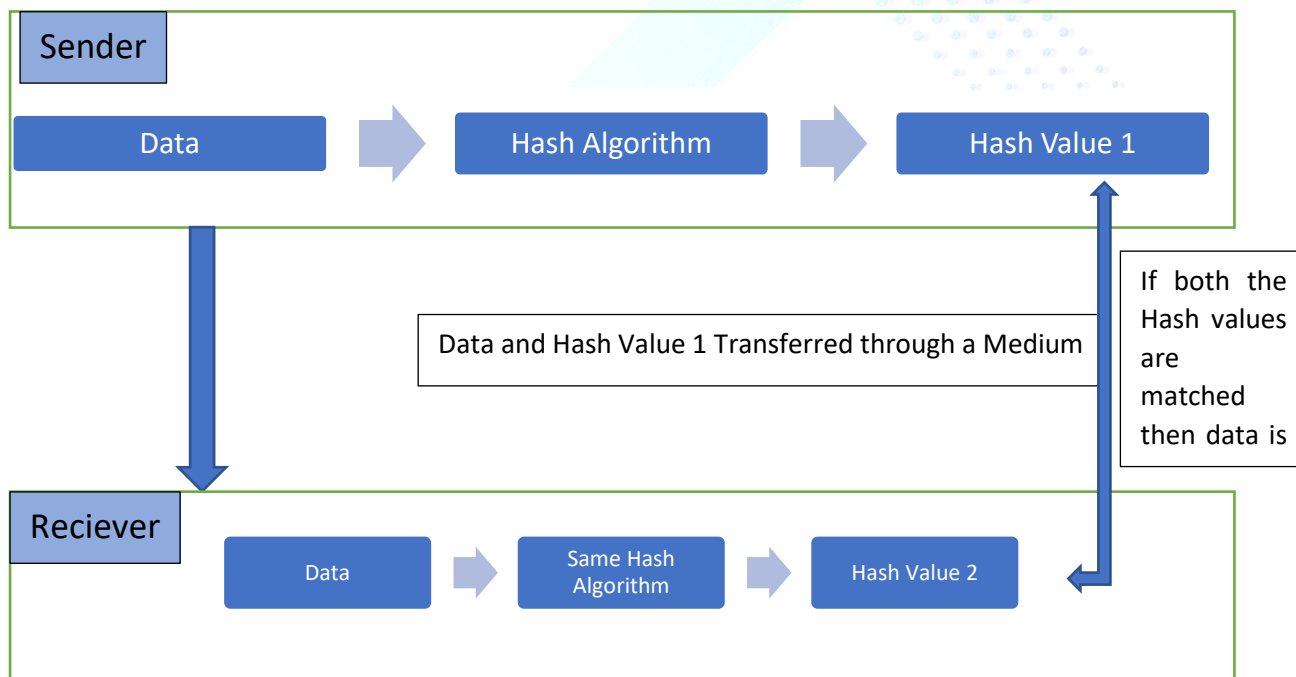 Sender
Data
Hash Algorithm
Hash Value 1
Data and Hash Value 1 Transferred through a Medium
If both the
Hash values
are
matched
then data is
Reciever
Data
Same Hash
Algorithm
Hash Value 2